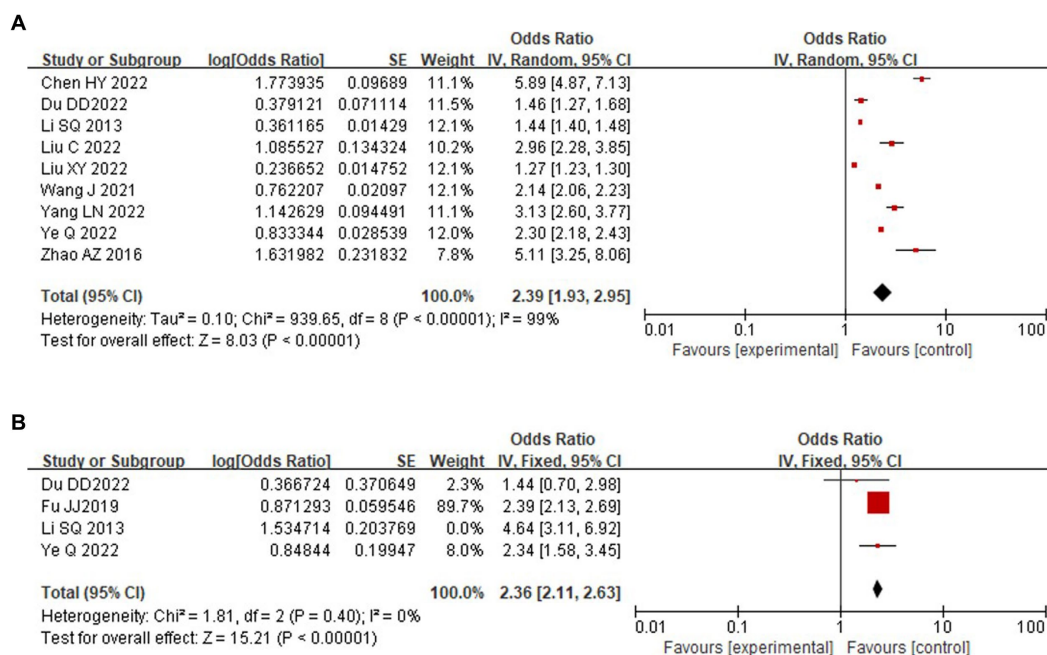 A
Odds Ratio Odds Ratio
Study or Subgroup log[Odds Ratio] SE Weight IV, Random, 95% CI IV, Random, 95% CI
Chen HY 2022 1.773935 0.09689 11.1% 5.89 [4.87, 7.13]
Du DD2022 0.379121 0.071114 11.5% 1.46 [1.27, 1.68]
Li SQ 2013 0.361165 0.01429 12.1% 1.44 [1.40, 1.48]
Liu C 2022 1.085527 0.134324 10.2% 2.96 [2.28, 3.85]
Liu XY 2022 0.236652 0.014752 12.1% 1.27 [1.23, 1.30]
Wang J 2021 0.762207 0.02097 12.1% 2.14 [2.06, 2.23]
Yang LN 2022 1.142629 0.094491 11.1% 3.13 [2.60, 3.77]
Ye Q 2022 0.833344 0.028539 12.0% 2.30 [2.18, 2.43]
Zhao AZ 2016 1.631982 0.231832 7.8% 5.11 [3.25, 8.06]
Total (95% CI) 100.0% 2.39 [1.93, 2.95]
Heterogeneity: Tau² = 0.10; Chi² = 939.65, df = 8 (P < 0.00001); I² = 99%
Test for overall effect: Z = 8.03 (P < 0.00001)
0.01 0.1 1 10 100
Favours [experimental] Favours [control]
B
Odds Ratio Odds Ratio
Study or Subgroup log[Odds Ratio] SE Weight IV, Fixed, 95% CI IV, Fixed, 95% CI
Du DD2022 0.366724 0.370649 2.3% 1.44 [0.70, 2.98]
Fu JJ2019 0.871293 0.059546 89.7% 2.39 [2.13, 2.69]
Li SQ 2013 1.534714 0.203769 0.0% 4.64 [3.11, 6.92]
Ye Q 2022 0.84844 0.19947 8.0% 2.34 [1.58, 3.45]
Total (95% CI) 100.0% 2.36 [2.11, 2.63]
Heterogeneity: Chi² = 1.81, df = 2 (P = 0.40); I² = 0%
Test for overall effect: Z = 15.21 (P < 0.00001)
0.01 0.1 1 10 100
Favours [experimental] Favours [control]